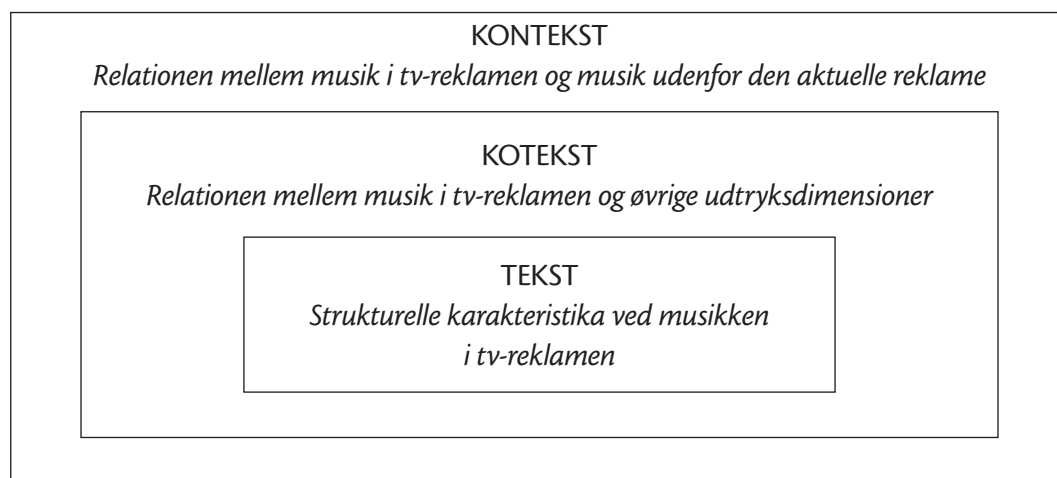 KONTEKST
Relationen mellem musik i tv-reklamen og musik udenfor den aktuelle reklame
KOTEKST
Relationen mellem musik i tv-reklamen og øvrige udtryksdimensioner
TEKST
Strukturelle karakteristika ved musikken
i tv-reklamen